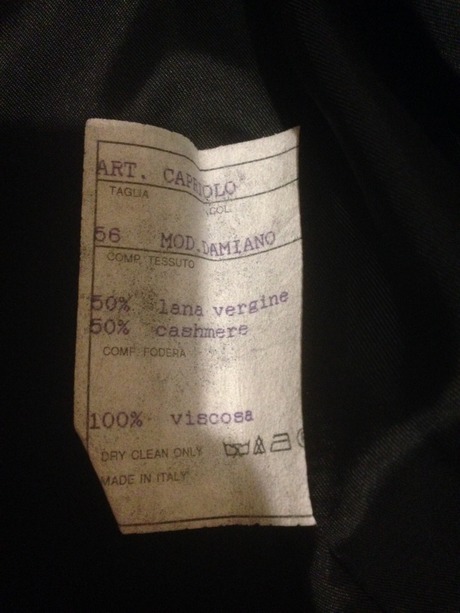 ART. CAPRIOLO
TAGLIA COL.
56 MOD.DAMIANO
COMP. TESSUTO
50% lana vergine
50% cashmere
COMP. FODERA
100% viscosa
DRY CLEAN ONLY
MADE IN ITALY